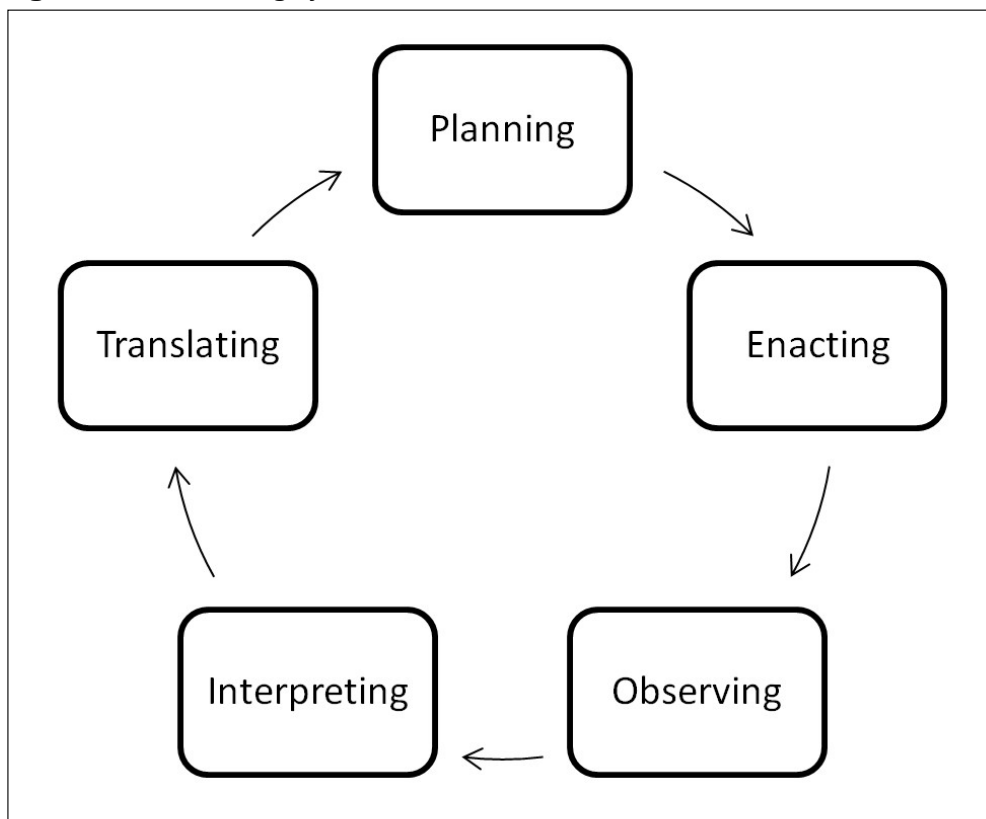 Planning
Enacting
Observing
Interpreting
Translating